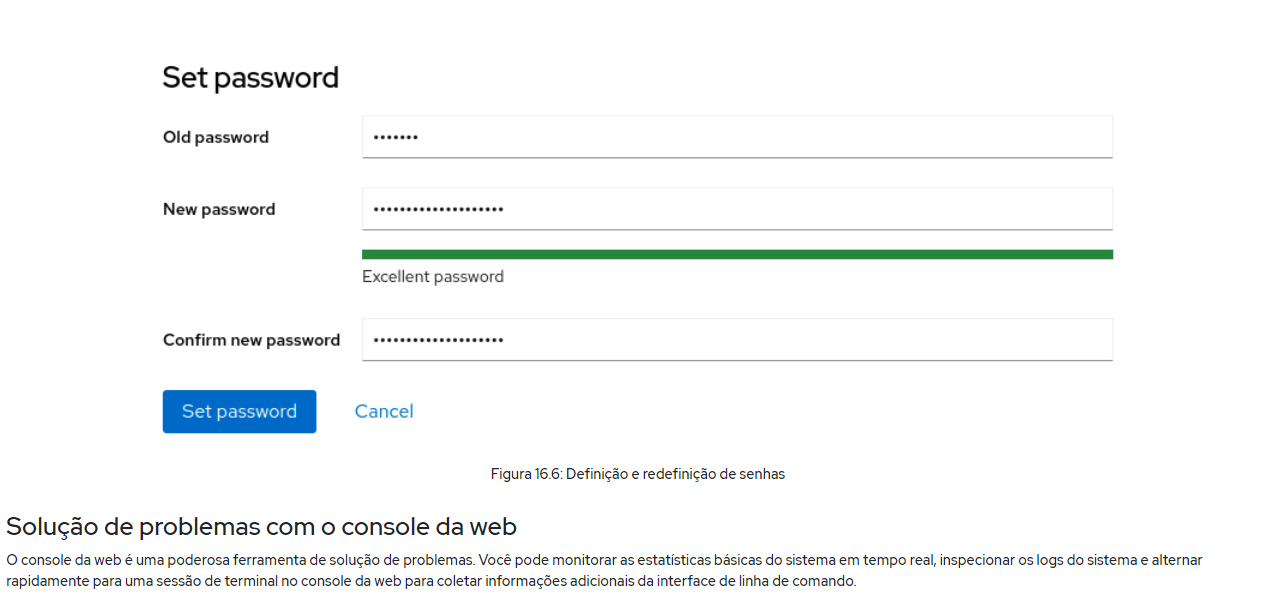 Set password
Old password
•••••••
New password
••••••••••••••••••••
Excellent password
Confirm new password
••••••••••••••••••••
Set password
Cancel
Figura 16.6: Definição e redefinição de senhas
Solução de problemas com o console da web
O console da web é uma poderosa ferramenta de solução de problemas. Você pode monitorar as estatísticas básicas do sistema em tempo real, inspecionar os logs do sistema e alternar
rapidamente para uma sessão de terminal no console da web para coletar informações adicionais da interface de linha de comando.